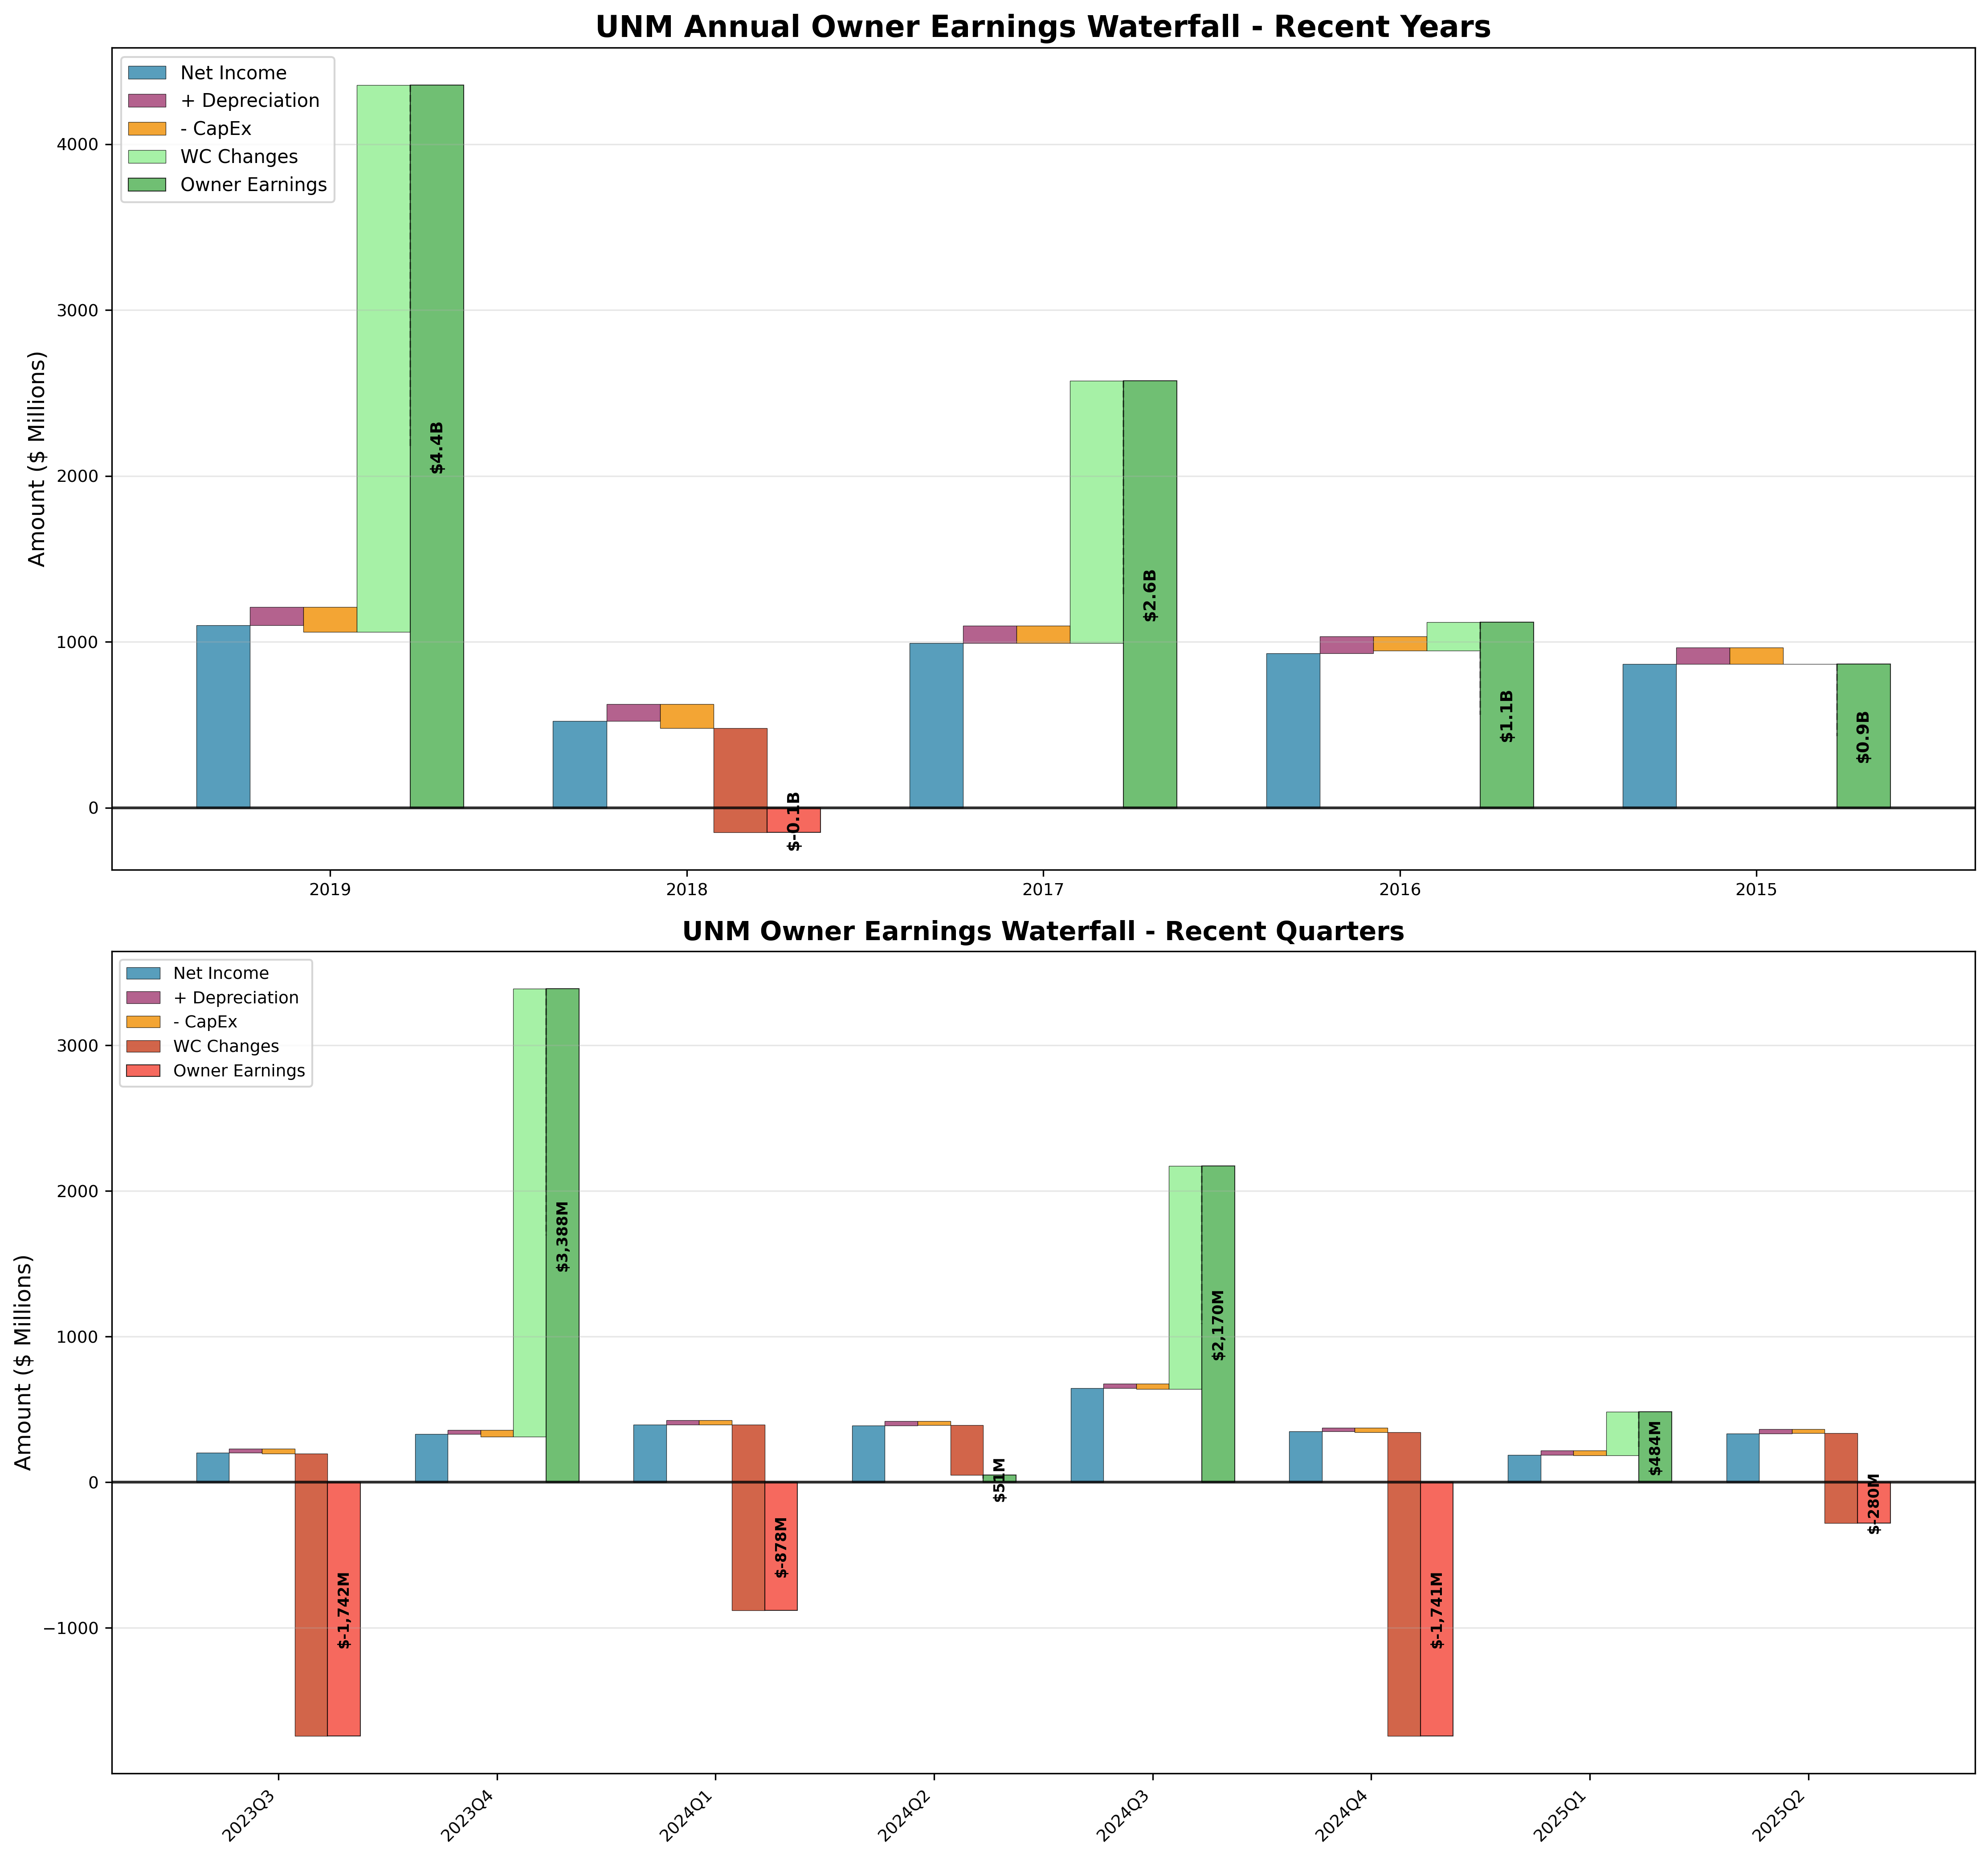 UNM Annual Owner Earnings Waterfall - Recent Years
Net Income
+ Depreciation
- CapEx
WC Changes
Owner Earnings
Amount ($ Millions)
4000
3000
2000
1000
0
$4.4B
$-0.1B
$2.6B
$1.1B
$0.9B
2019
2018
2017
2016
2015
UNM Owner Earnings Waterfall - Recent Quarters
Net Income
+ Depreciation
- CapEx
WC Changes
Owner Earnings
Amount ($ Millions)
3000
2000
1000
0
−1000
$-1,742M
$3,388M
$-878M
$51M
$2,170M
$-1,741M
$484M
$-280M
2023Q3
2023Q4
2024Q1
2024Q2
2024Q3
2024Q4
2025Q1
2025Q2